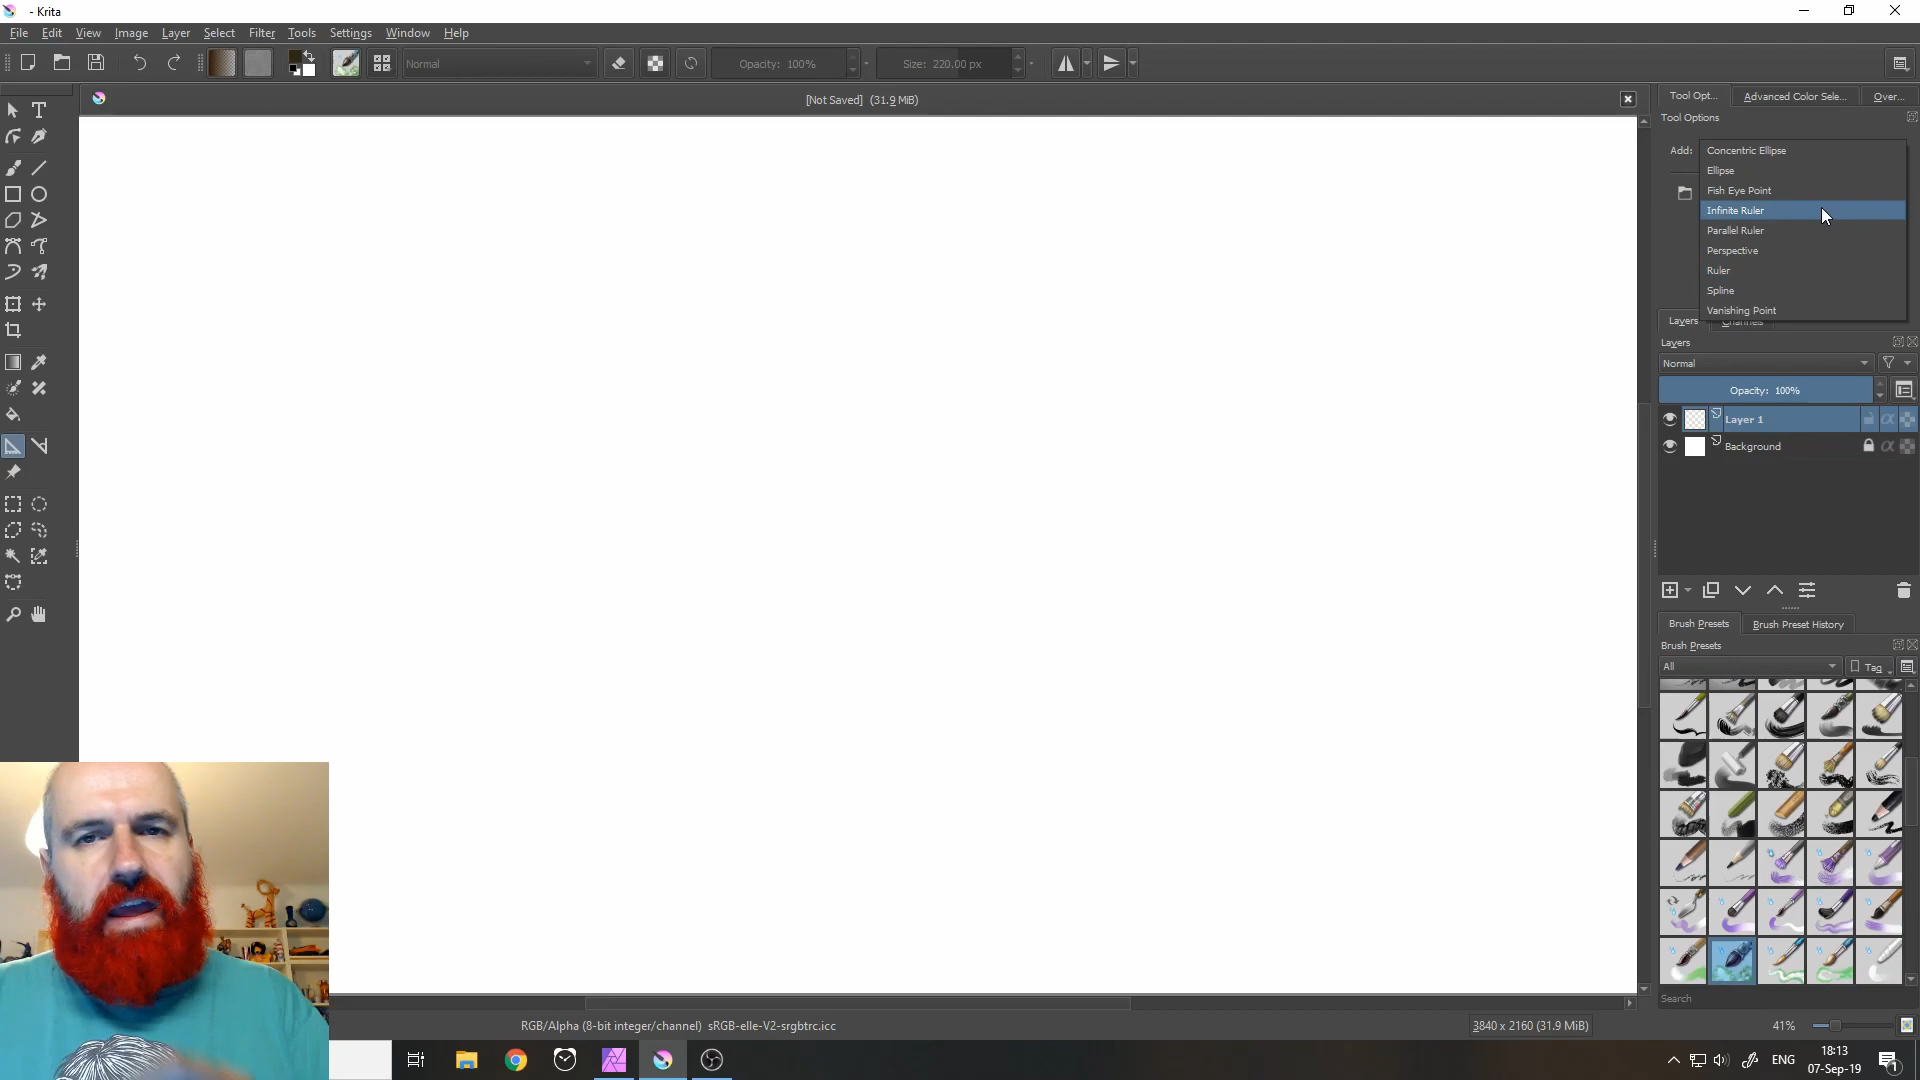 - Krita
File Edit View Image Layer Select Filter Tools Settings Window Help
Normal Opacity: 100% Size: 220.00 px
[Not Saved] (31.9 MiB)
Tool Opt... Advanced Color Sele... Over...
Tool Options
Add:
Concentric Ellipse
Ellipse
Fish Eye Point
Infinite Ruler
Parallel Ruler
Perspective
Ruler
Spline
Vanishing Point
Layers Channels
Layers
Normal
Opacity: 100%
Layer 1
Background
Brush Presets Brush Preset History
Brush Presets
All Tag
Search
RGB/Alpha (8-bit integer/channel) sRGB-elle-V2-srgbtrc.icc 3840 x 2160 (31.9 MiB) 41%
ENG 18:13
07-Sep-19 1